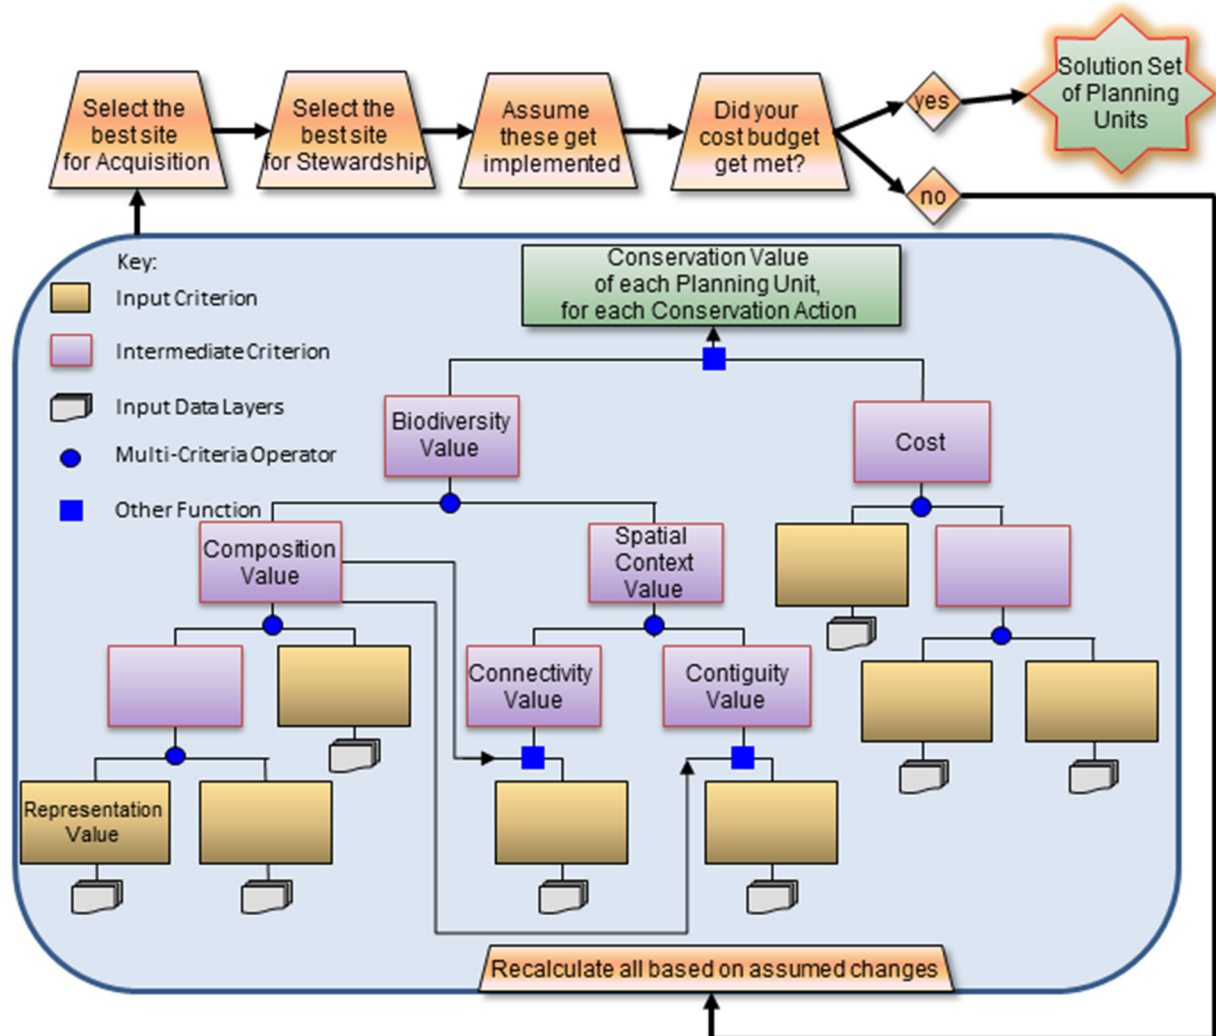 Select the
best site
for Acquisition
Select the
best site
for Stewardship
Assume
these get
implemented
Did your
cost budget
get met?
yes
no
Solution Set
of Planning
Units
Key:
Input Criterion
Intermediate Criterion
Input Data Layers
Multi-Criteria Operator
Other Function
Conservation Value
of each Planning Unit,
for each Conservation Action
Biodiversity
Value
Cost
Composition
Value
Spatial
Context
Value
Connectivity
Value
Contiguity
Value
Representation
Value
Recalculate all based on assumed changes